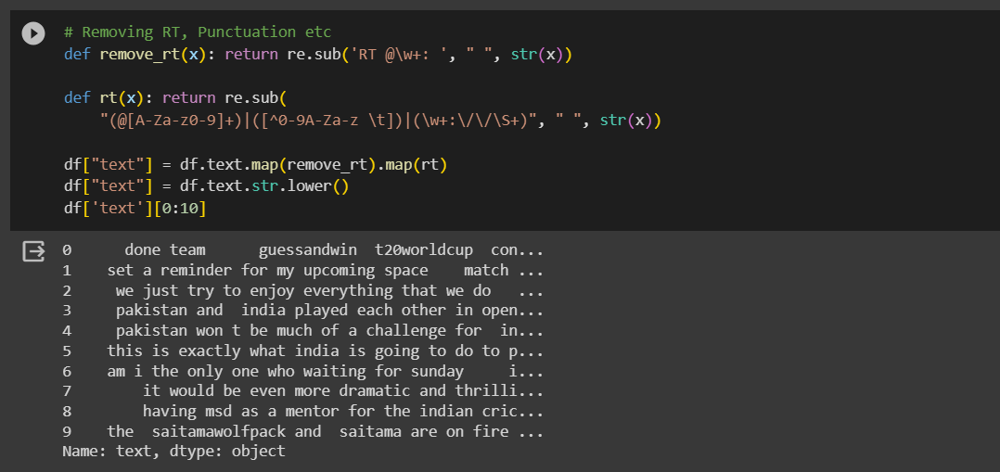 # Removing RT, Punctuation etc
def remove_rt(x): return re.sub('RT @\w+: ', " ", str(x))
def rt(x): return re.sub(
"(@[A-Za-z0-9]+)|([^0-9A-Za-z \t])|(\w+:\/\/\S+)", " ", str(x))
df["text"] = df.text.map(remove_rt).map(rt)
df["text"] = df.text.str.lower()
df['text'][0:10]
0 done team guessandwin t20worldcup con...
1 set a reminder for my upcoming space match ...
2 we just try to enjoy everything that we do ...
3 pakistan and india played each other in open...
4 pakistan won t be much of a challenge for in...
5 this is exactly what india is going to do to p...
6 am i the only one who waiting for sunday i...
7 it would be even more dramatic and thrilli...
8 having msd as a mentor for the indian cric...
9 the saitamawolfpack and saitama are on fire ...
Name: text, dtype: object